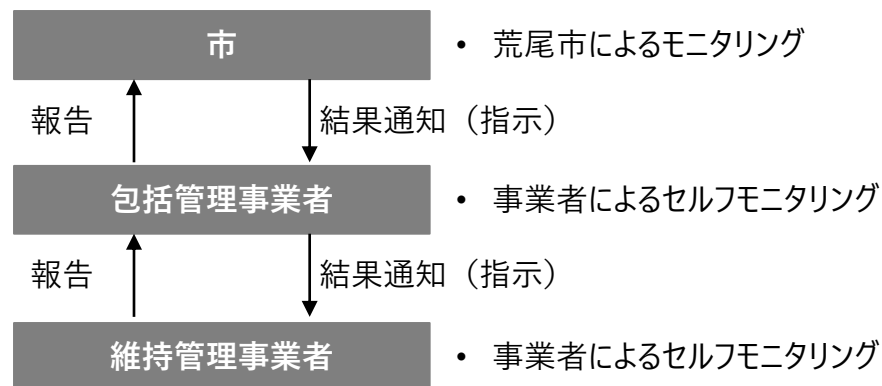 市
• 荒尾市によるモニタリング
報告
結果通知（指示）
包括管理事業者
• 事業者によるセルフモニタリング
報告
結果通知（指示）
維持管理事業者
• 事業者によるセルフモニタリング